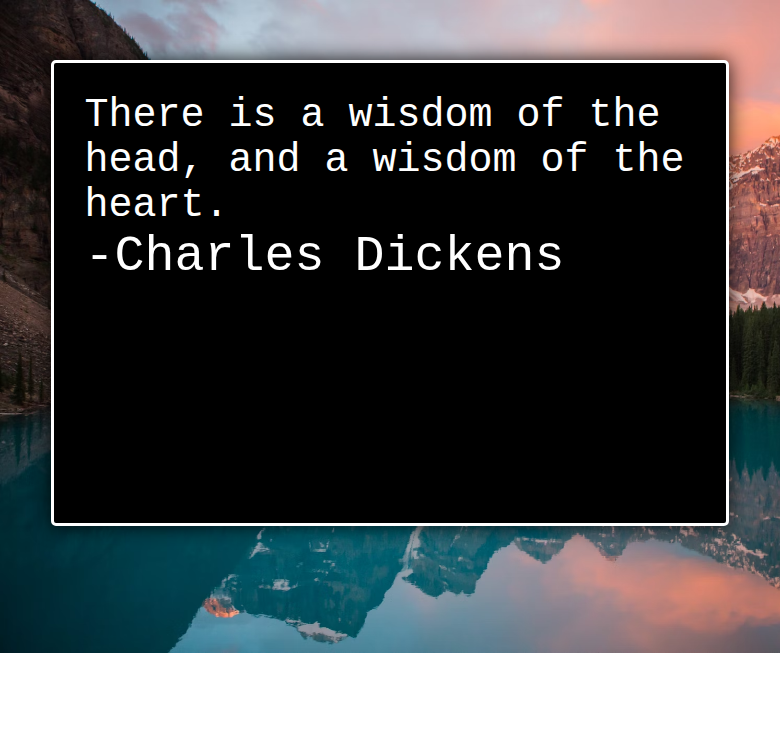 There is a wisdom of the
head, and a wisdom of the
heart.
-Charles Dickens